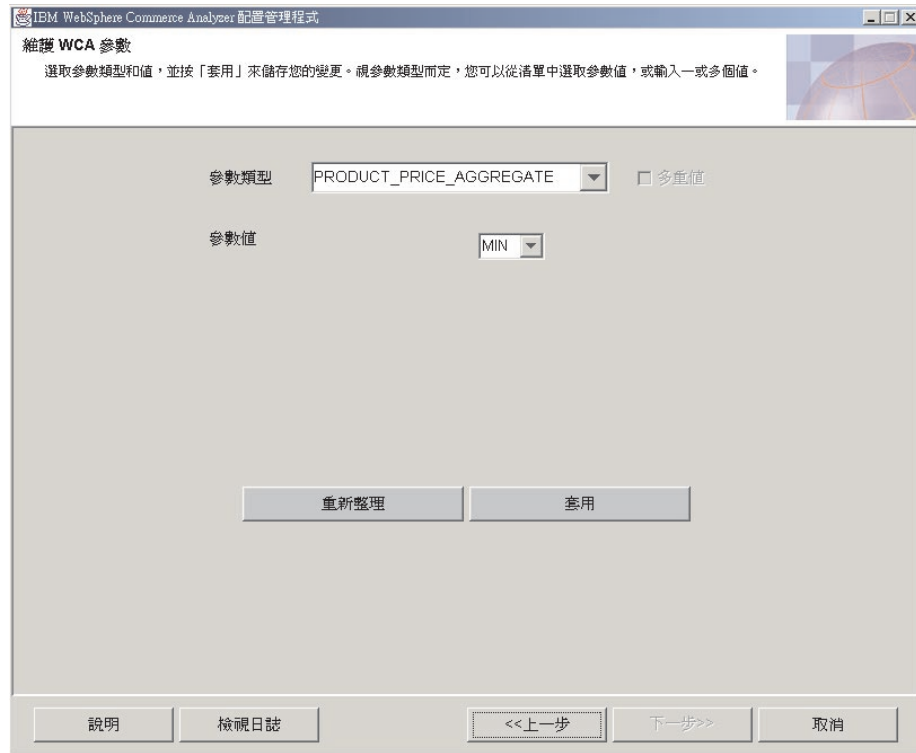 IBM WebSphere Commerce Analyzer 配置管理程式
維護 WCA 參數
選取參數類型和值，並按「套用」來儲存您的變更。視參數類型而定，您可以從清單中選取參數值，或輸入一或多個值。
參數類型 PRODUCT_PRICE_AGGREGATE 多重值
參數值 MIN
重新整理 套用
說明 檢視日誌 <<上一步 下一步>> 取消